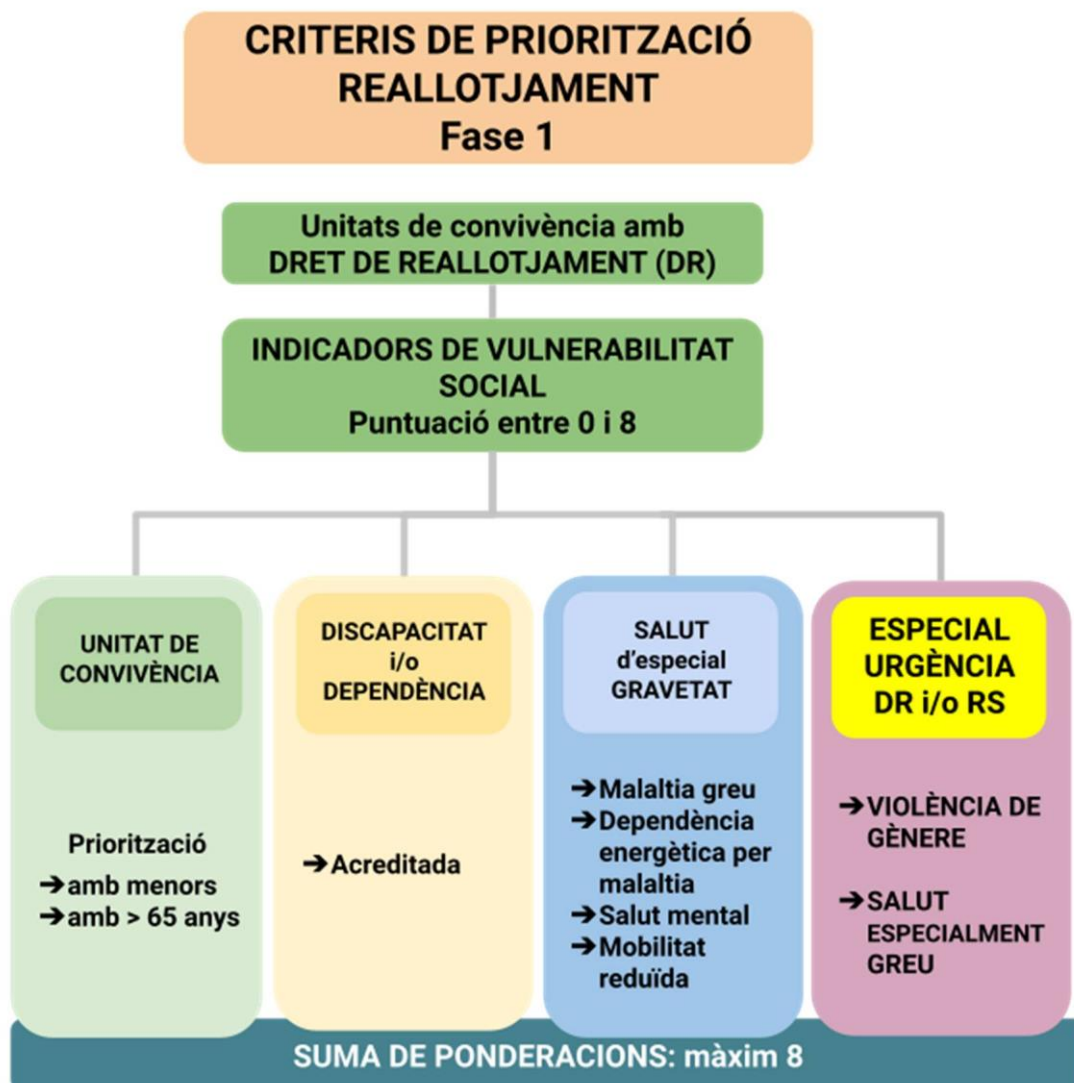 CRITERIS DE PRIORITZACIÓ
REALLOTJAMENT
Fase 1
Unitats de convivència amb
DRET DE REALLOTJAMENT (DR)
INDICADORS DE VULNERABILITAT
SOCIAL
Puntuació entre 0 i 8
UNITAT DE
CONVIVÈNCIA
Priorització
➔amb menors
➔amb > 65 anys
DISCAPACITAT
i/o
DEPENDÈNCIA
➔Acreditada
SALUT
d’especial
GRAVETAT
➔Malaltia greu
➔Dependència
energètica per
malaltia
➔Salut mental
➔Mobilitat
reduïda
ESPECIAL
URGÈNCIA
DR i/o RS
➔VIOLÈNCIA DE
GÈNERE
➔SALUT
ESPECIALMENT
GREU
SUMA DE PONDERACIONS: màxim 8